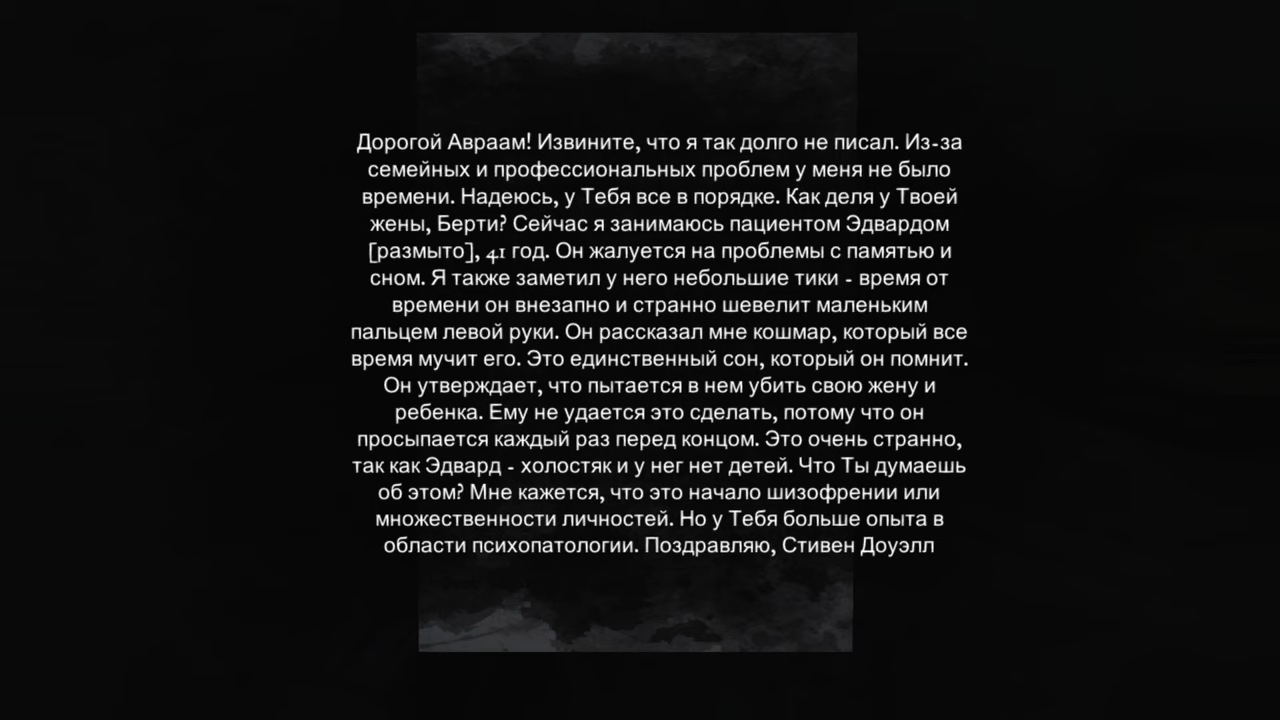 Дорогой Авраам! Извините, что я так долго не писал. Из-за
семейных и профессиональных проблем у меня не было
времени. Надеюсь, у Тебя все в порядке. Как деля у Твоей
жены, Берти? Сейчас я занимаюсь пациентом Эдвардом
[размыто], 41 год. Он жалуется на проблемы с памятью и
сном. Я также заметил у него небольшие тики - время от
времени он внезапно и странно шевелит маленьким
пальцем левой руки. Он рассказал мне кошмар, который все
время мучит его. Это единственный сон, который он помнит.
Он утверждает, что пытается в нем убить свою жену и
ребенка. Ему не удается это сделать, потому что он
просыпается каждый раз перед концом. Это очень странно,
так как Эдвард - холостяк и у нег нет детей. Что Ты думаешь
об этом? Мне кажется, что это начало шизофрении или
множественности личностей. Но у Тебя больше опыта в
области психопатологии. Поздравляю, Стивен Доуэлл